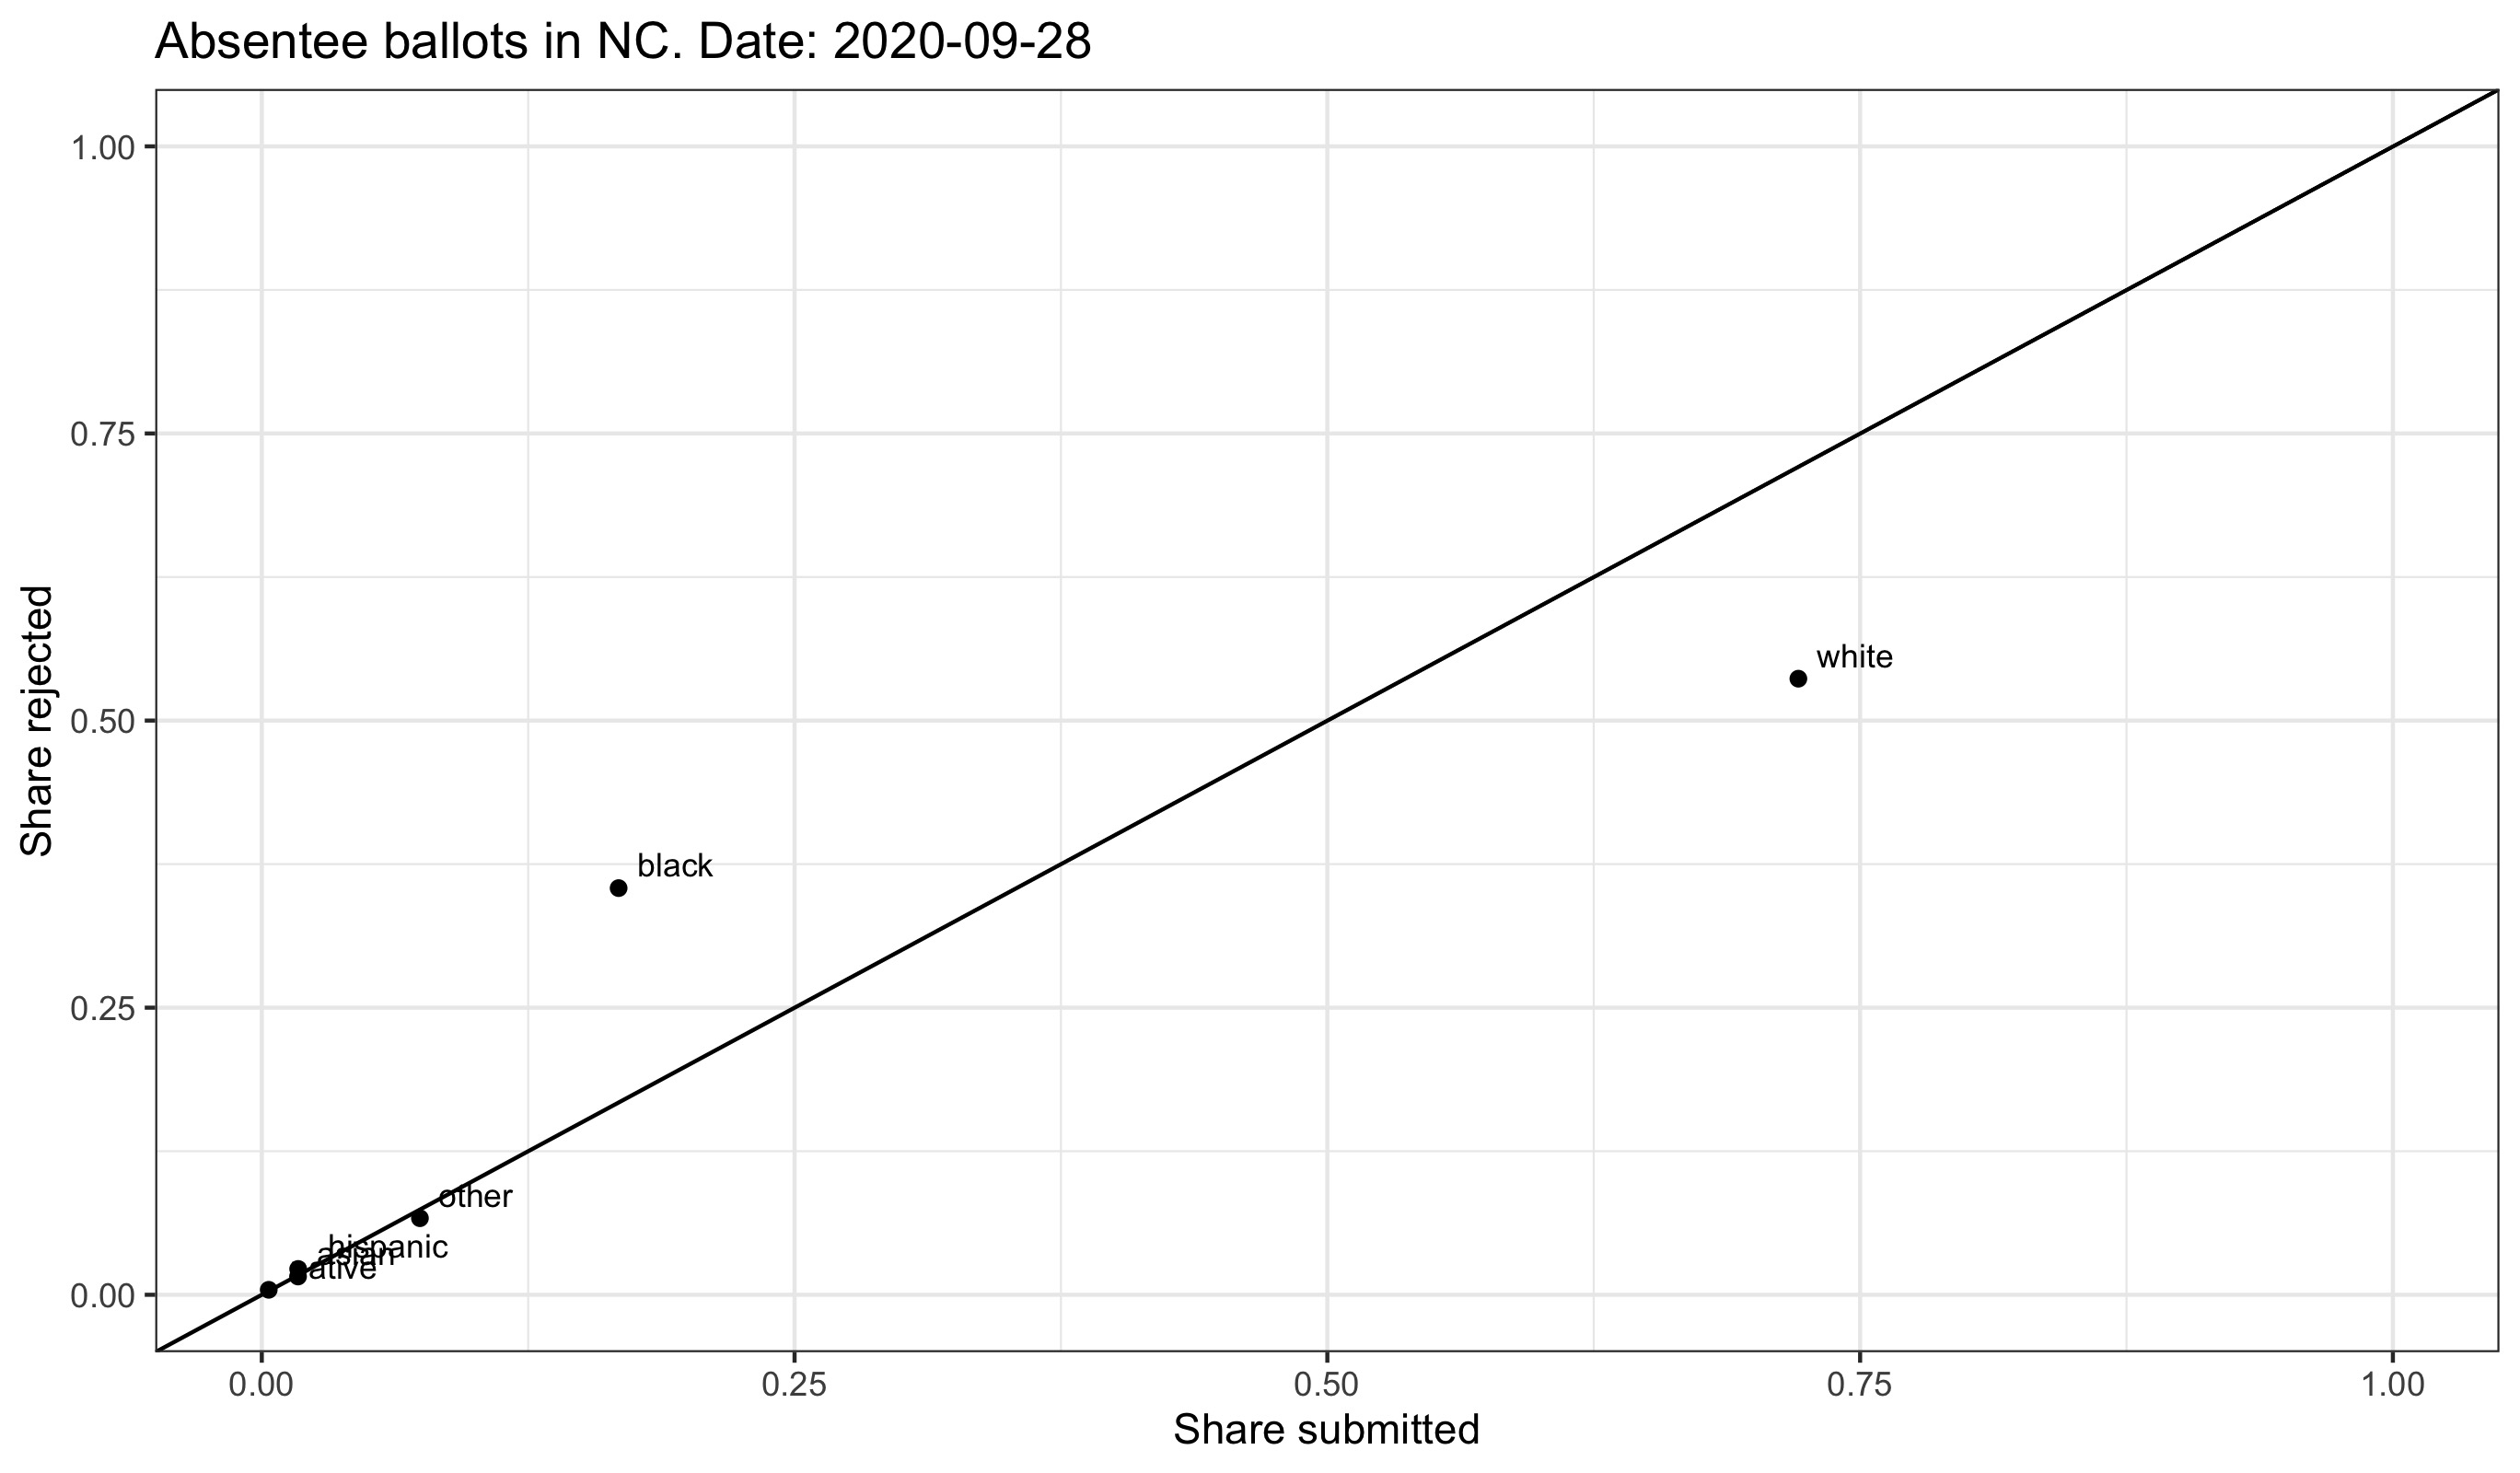 Absentee ballots in NC. Date: 2020-09-28
Share rejected
1.00
0.75
0.50
0.25
0.00
white
black
other
hispanic
asian
0.00 0.25 0.50 0.75 1.00
Share submitted